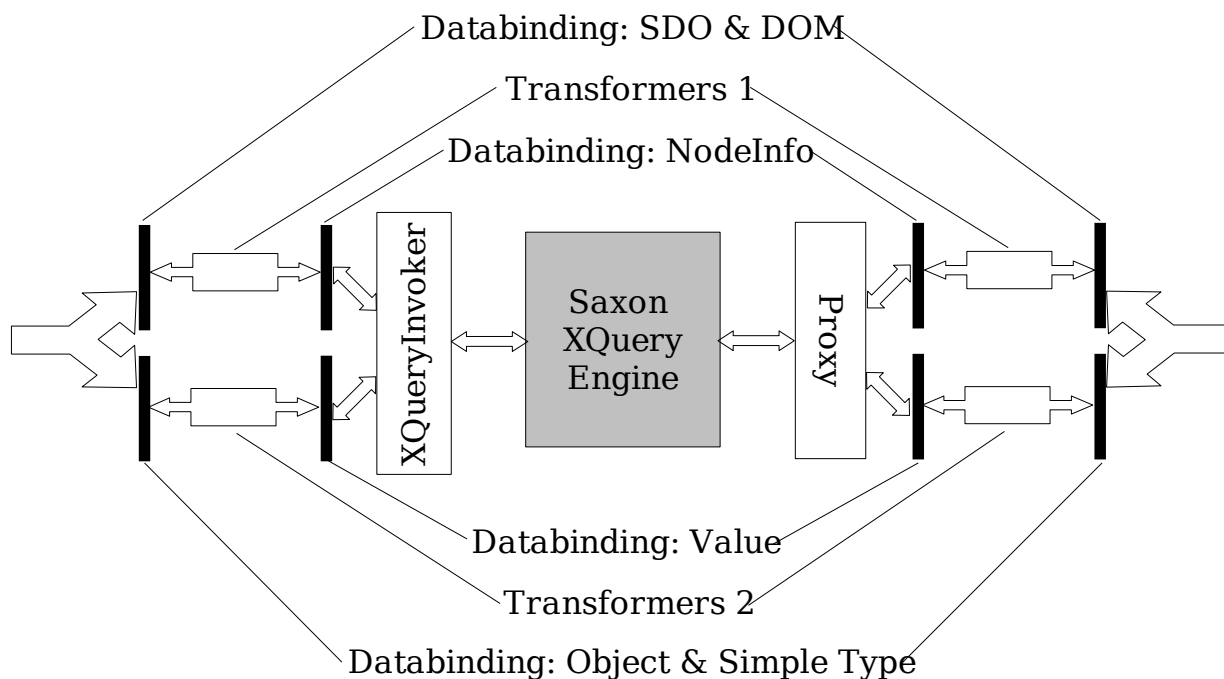 Databinding: SDO & DOM
Transformers 1
Databinding: NodeInfo
XQueryInvoker
Saxon
XQuery
Engine
Proxy
Databinding: Value
Transformers 2
Databinding: Object & Simple Type